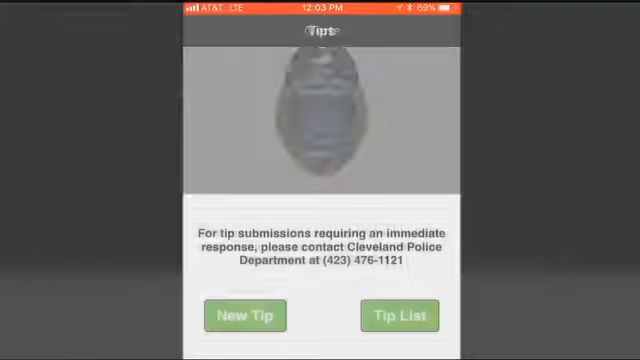 AT&T LTE 12:03 PM 69%
Tips
For tip submissions requiring an immediate
response, please contact Cleveland Police
Department at (423) 476-1121
New Tip Tip List